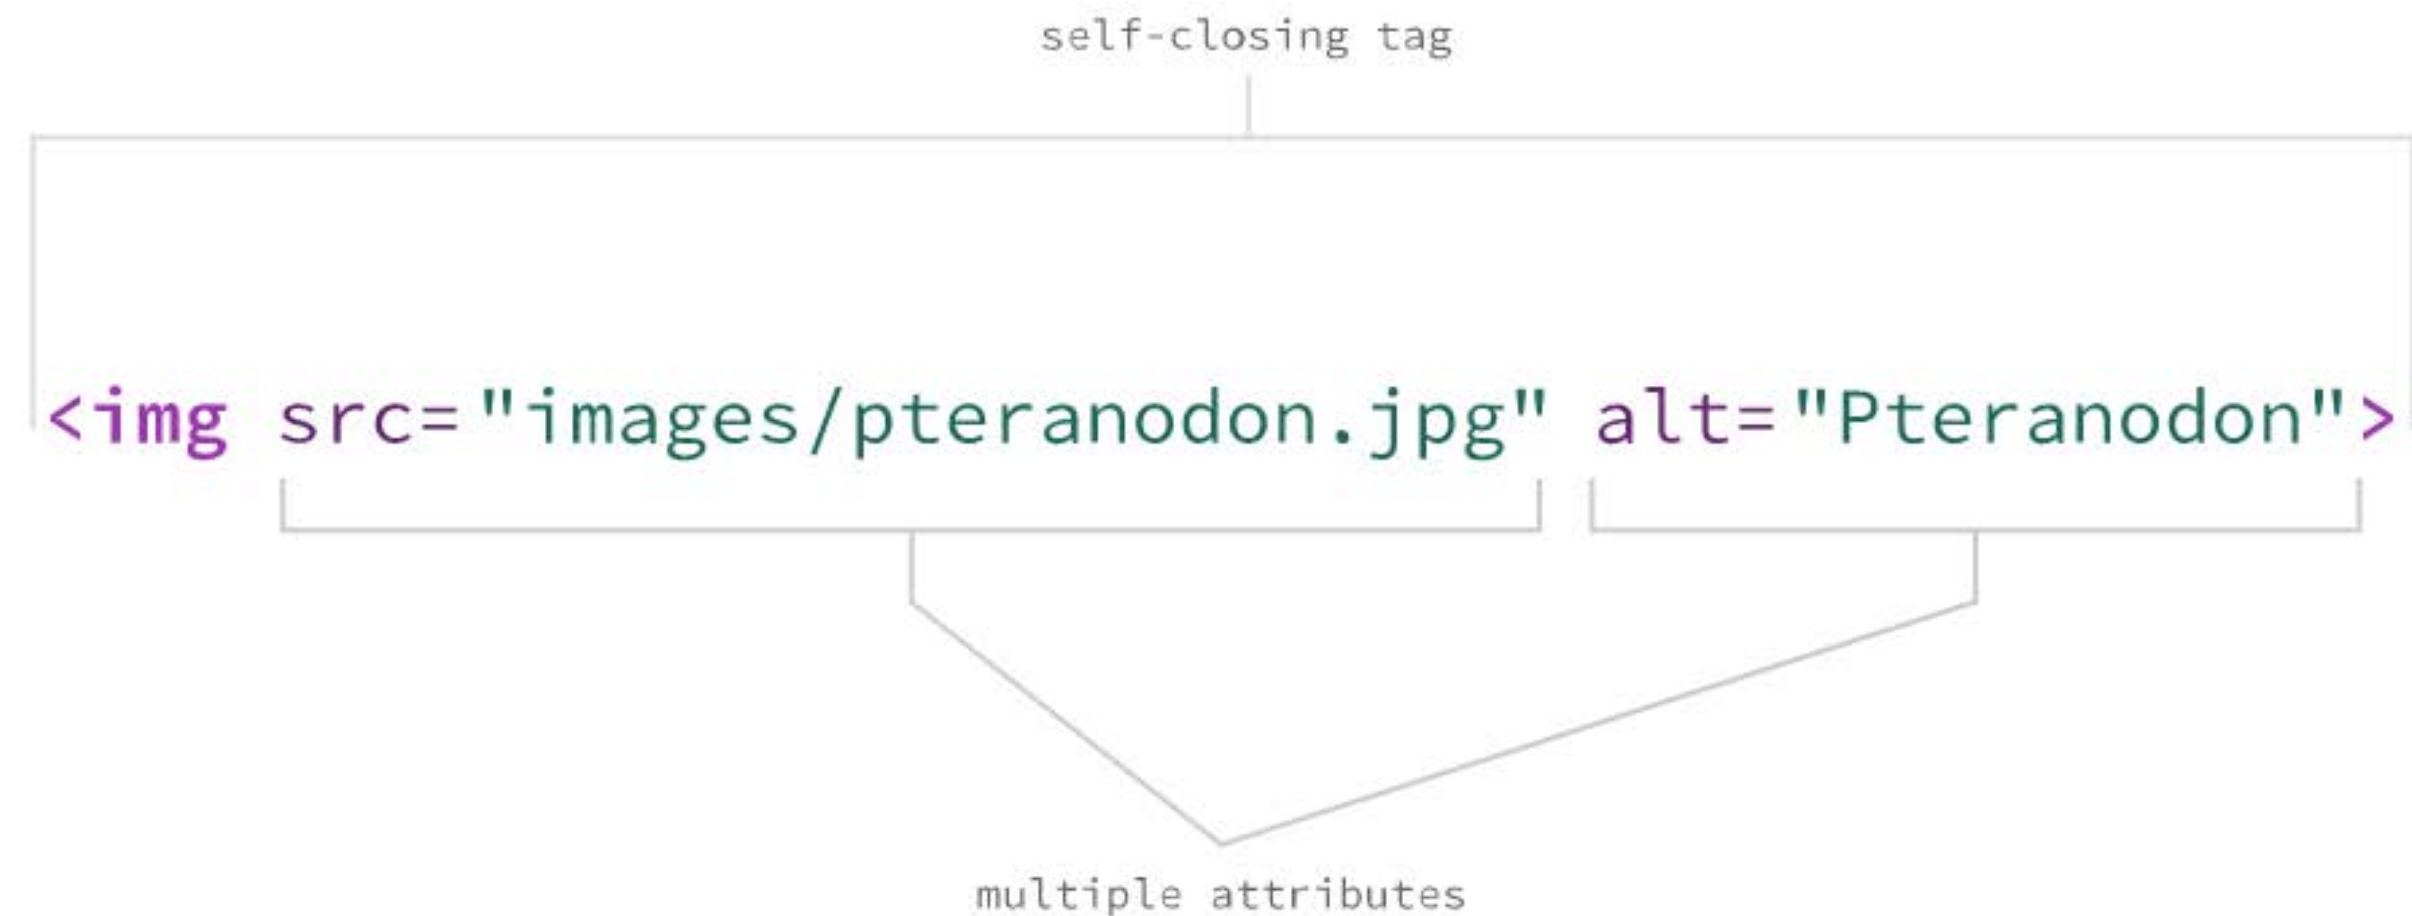 self-closing tag
<img src="images/pteranodon.jpg" alt="Pteranodon">
multiple attributes